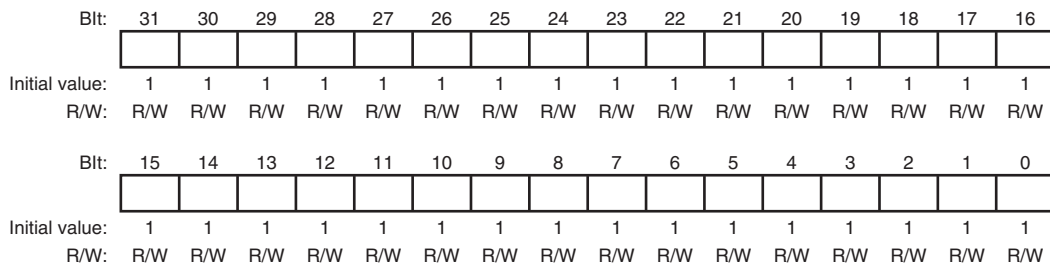 BIt: 31 30 29 28 27 26 25 24 23 22 21 20 19 18 17 16
Initial value: 1 1 1 1 1 1 1 1 1 1 1 1 1 1 1 1
R/W: R/W R/W R/W R/W R/W R/W R/W R/W R/W R/W R/W R/W R/W R/W R/W R/W
BIt: 15 14 13 12 11 10 9 8 7 6 5 4 3 2 1 0
Initial value: 1 1 1 1 1 1 1 1 1 1 1 1 1 1 1 1
R/W: R/W R/W R/W R/W R/W R/W R/W R/W R/W R/W R/W R/W R/W R/W R/W R/W